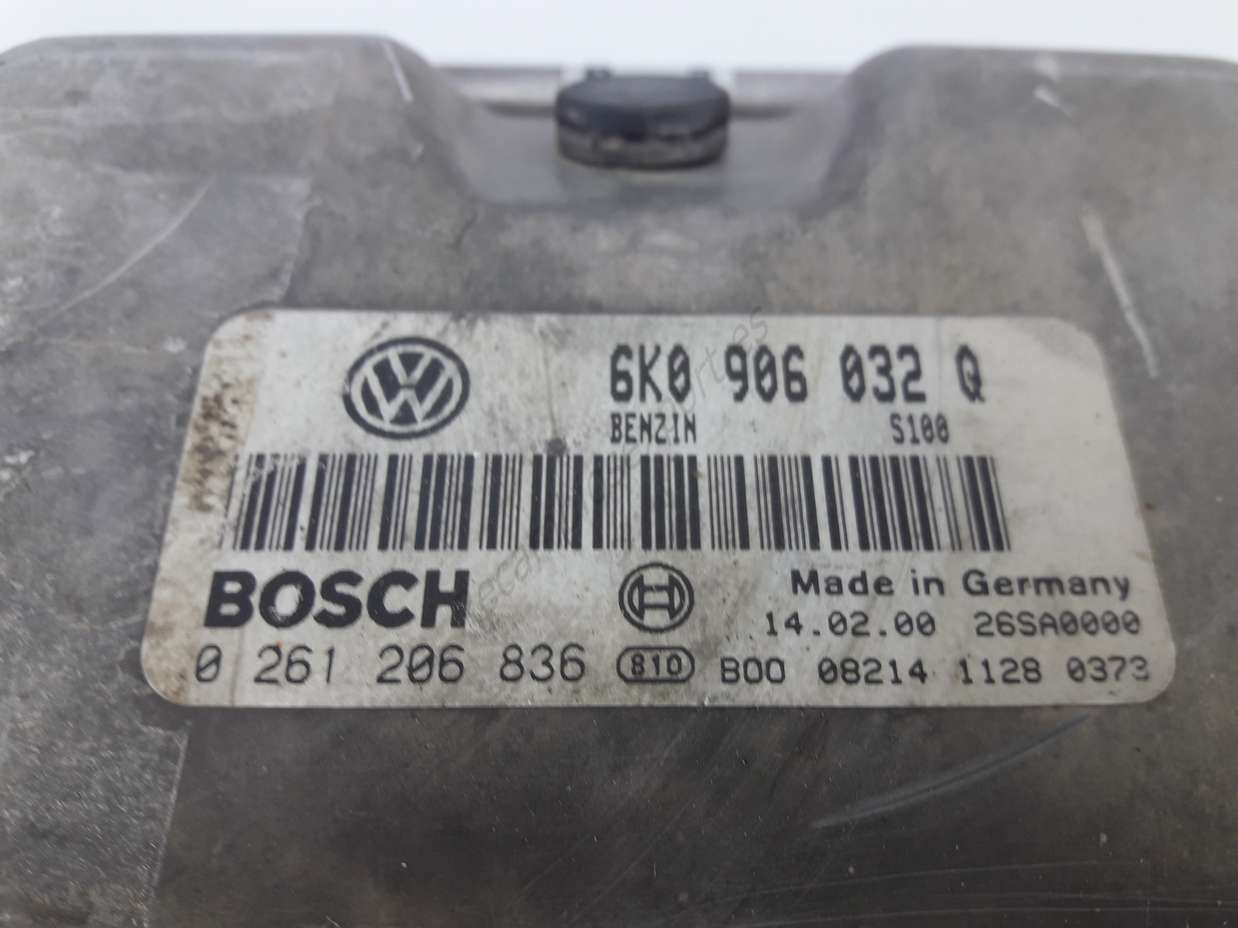 6K0 906 032 Q
BENZIN S100
BOSCH
Made in Germany
14.02.00 26SA0000
0 261 206 836 810 B00 08214 1128 0373